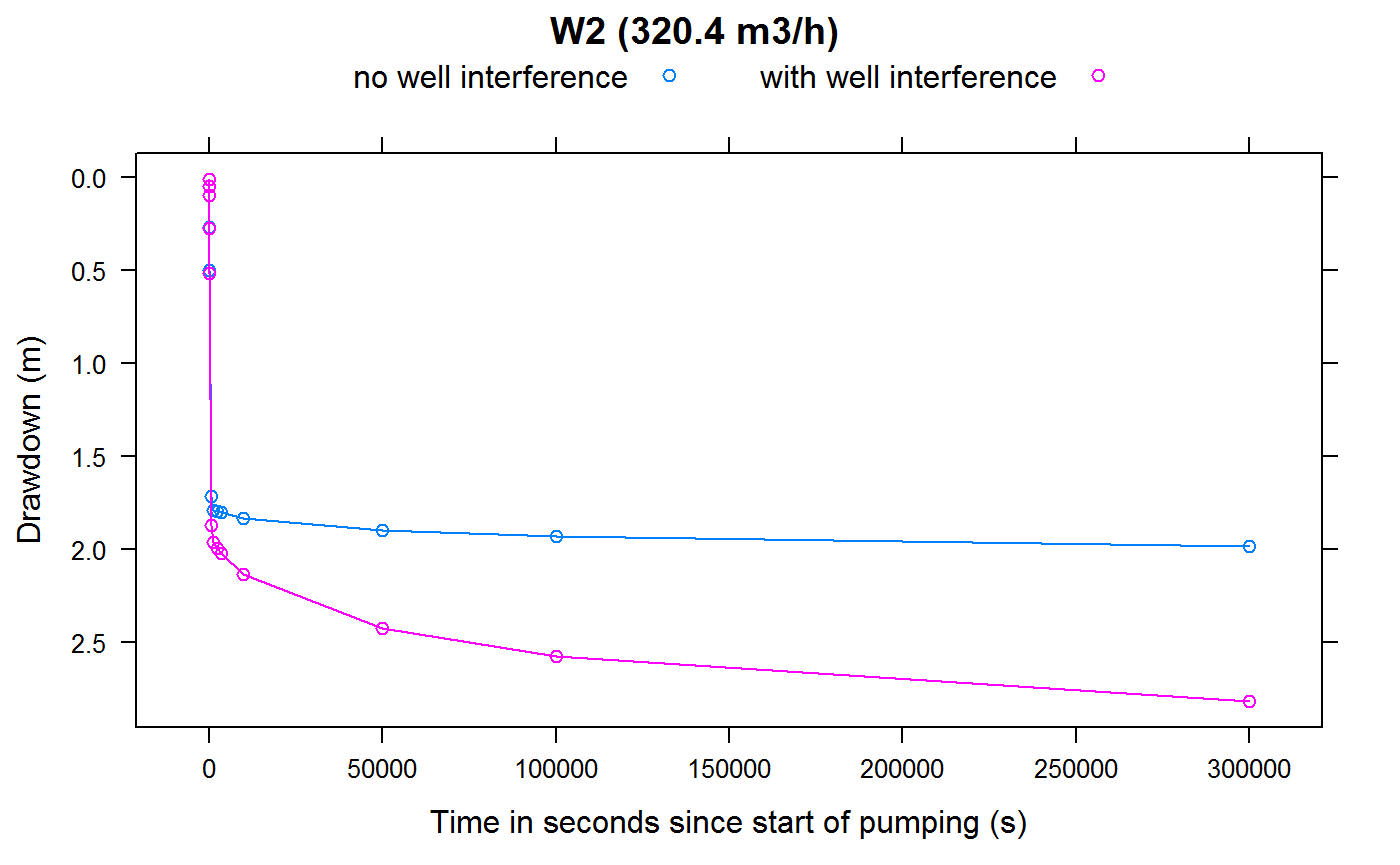 W2 (320.4 m3/h)
no well interference with well interference
0.0
0.5
1.0
1.5
2.0
2.5
Drawdown (m)
0 50000 100000 150000 200000 250000 300000
Time in seconds since start of pumping (s)